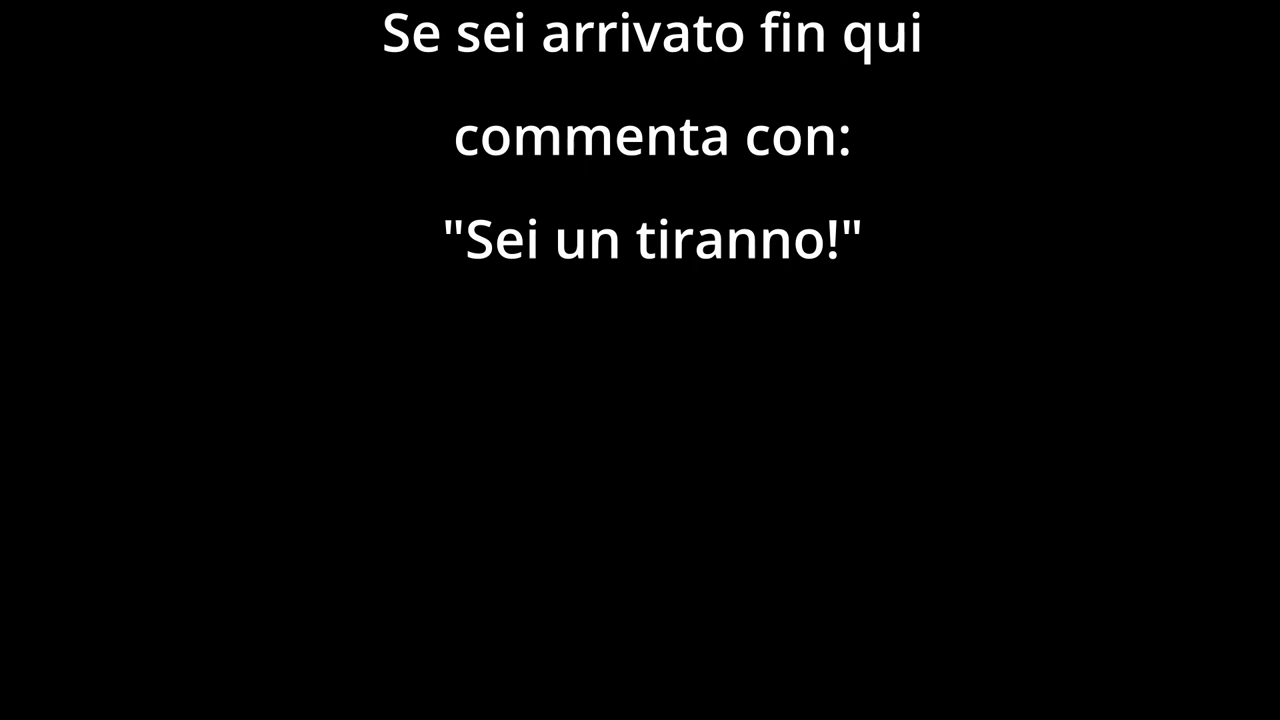 Se sei arrivato fin qui
commenta con:
"Sei un tiranno!"